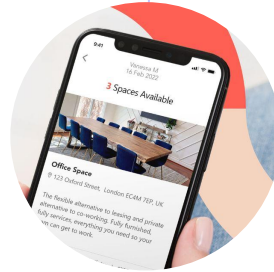 9:41
Vanessa M
16 Feb 2022
3 Spaces Available
Office Space
123 Oxford Street, London EC4M 7EP, UK
The flexible alternative to leasing and private
alternative to co-working. Fully furnished,
fully services, everything you need so your
can get to work.